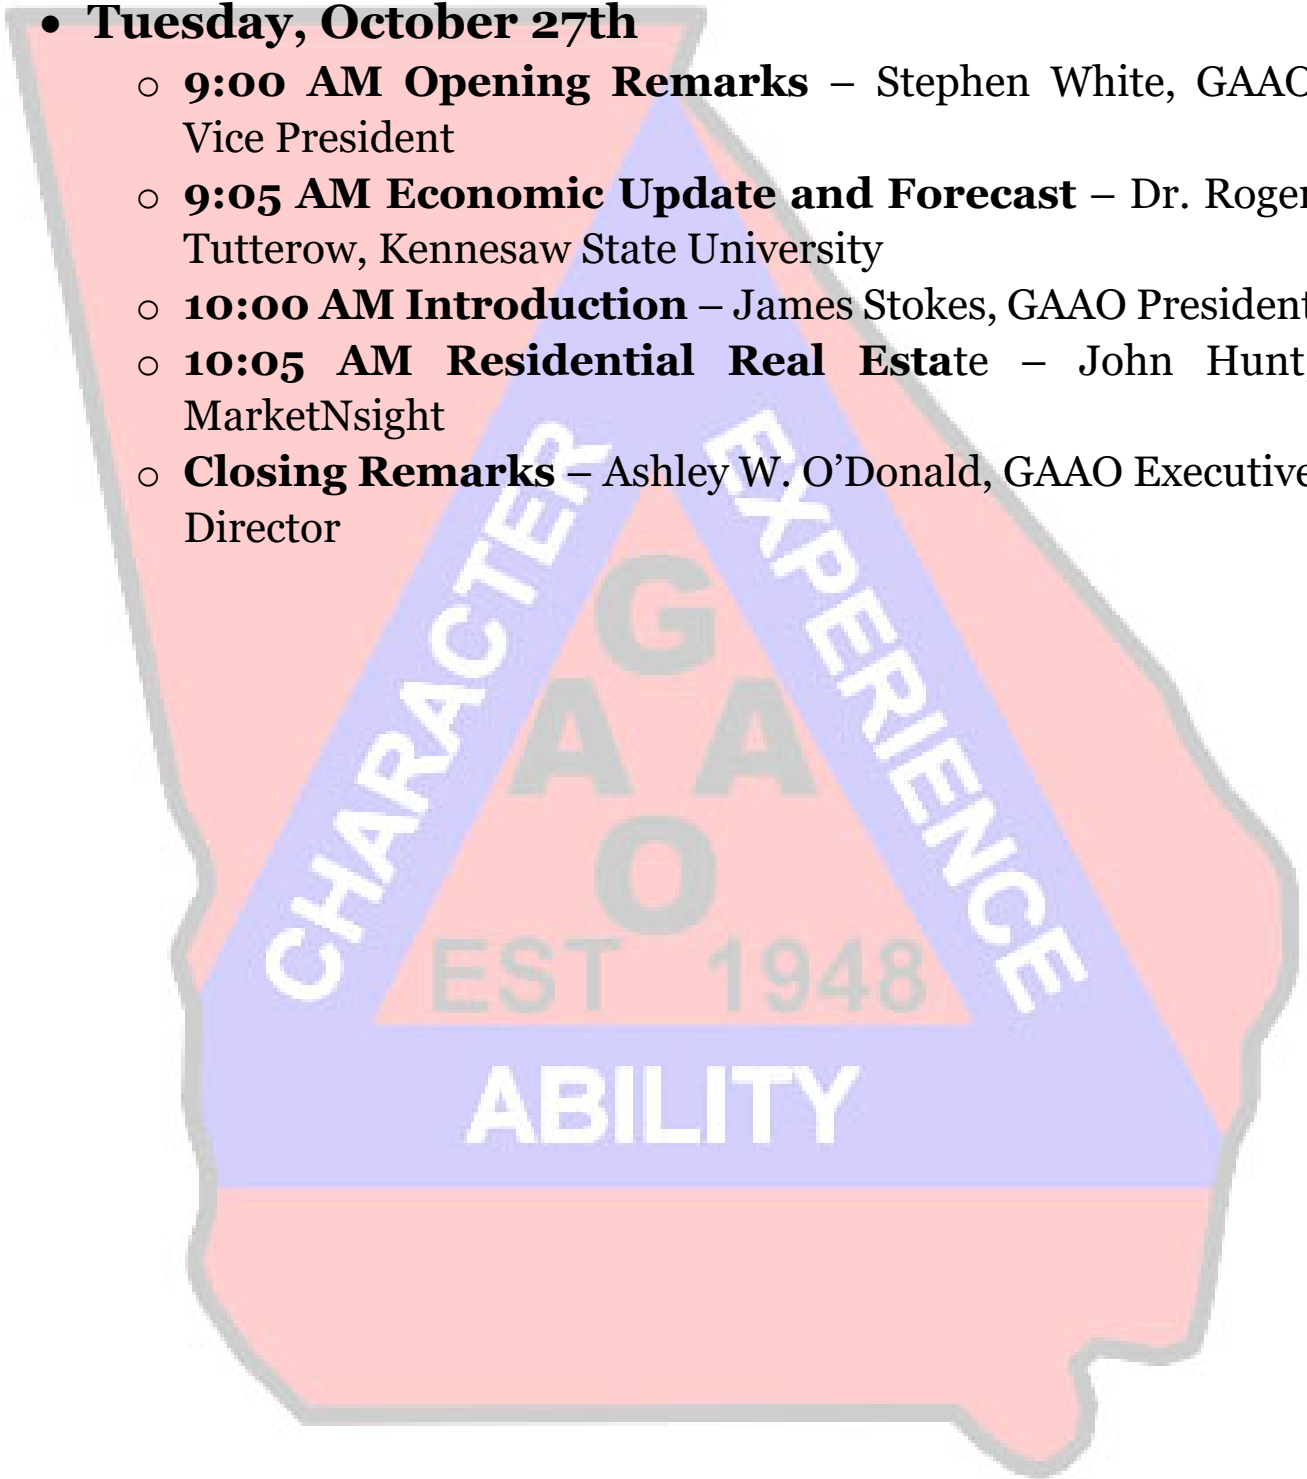 • Tuesday, October 27th
o 9:00 AM Opening Remarks – Stephen White, GAAO
Vice President
o 9:05 AM Economic Update and Forecast – Dr. Roger
Tutterow, Kennesaw State University
o 10:00 AM Introduction – James Stokes, GAAO President
o 10:05 AM Residential Real Estate – John Hunt,
MarketNsight
o Closing Remarks – Ashley W. O’Donald, GAAO Executive
Director
CHARACTER
EXPERIENCE
G
A A
O
EST 1948
ABILITY